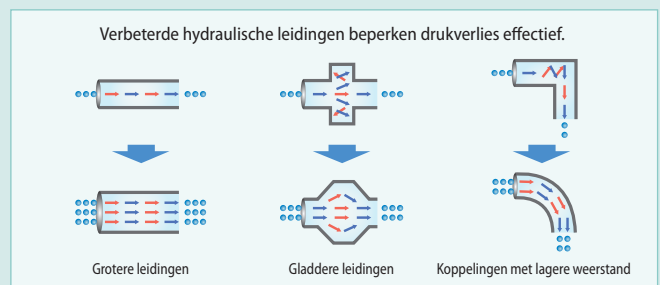 Verbeterde hydraulische leidingen beperken drukverlies effectief.
Grotere leidingen
Gladdere leidingen
Koppelingen met lagere weerstand